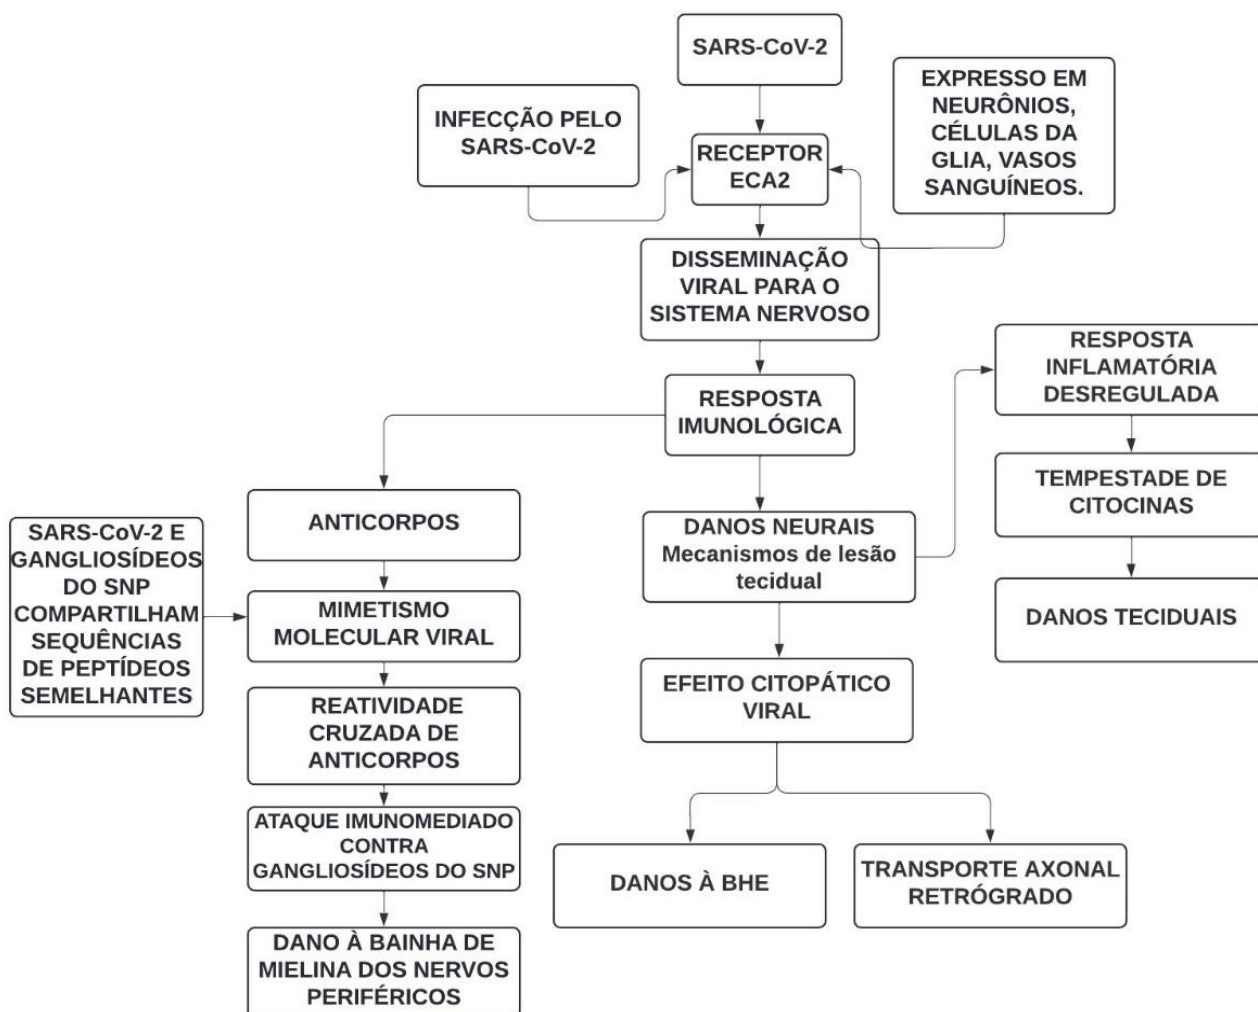 SARS-CoV-2
INFECÇÃO PELO
SARS-CoV-2
EXPRESSO EM
NEURÔNIOS,
CÉLULAS DA
GLIA, VASOS
SANGUÍNEOS.
RECEPTOR
ECA2
DISSEMINAÇÃO
VIRAL PARA O
SISTEMA NERVOSO
RESPOSTA
IMUNOLÓGICA
RESPOSTA
INFLAMATÓRIA
DESREGULADA
TEMPESTADE DE
CITOCINAS
DANOS TECIDUAIS
ANTICORPOS
SARS-CoV-2 E
GANGLIOSÍDEOS
DO SNP
COMPARTILHAM
SEQUÊNCIAS
DE PEPTÍDEOS
SEMELHANTES
MIMETISMO
MOLECULAR VIRAL
REATIVIDADE
CRUZADA DE
ANTICORPOS
ATAQUE IMUNOMEDIADO
CONTRA
GANGLIOSÍDEOS DO SNP
DANO À BAINHA DE
MIELINA DOS NERVOS
PERIFÉRICOS
DANOS NEURAIS
Mecanismos de lesão
tecidual
EFEITO CITOPÁTICO
VIRAL
DANOS À BHE
TRANSPORTE AXONAL
RETRÓGRADO